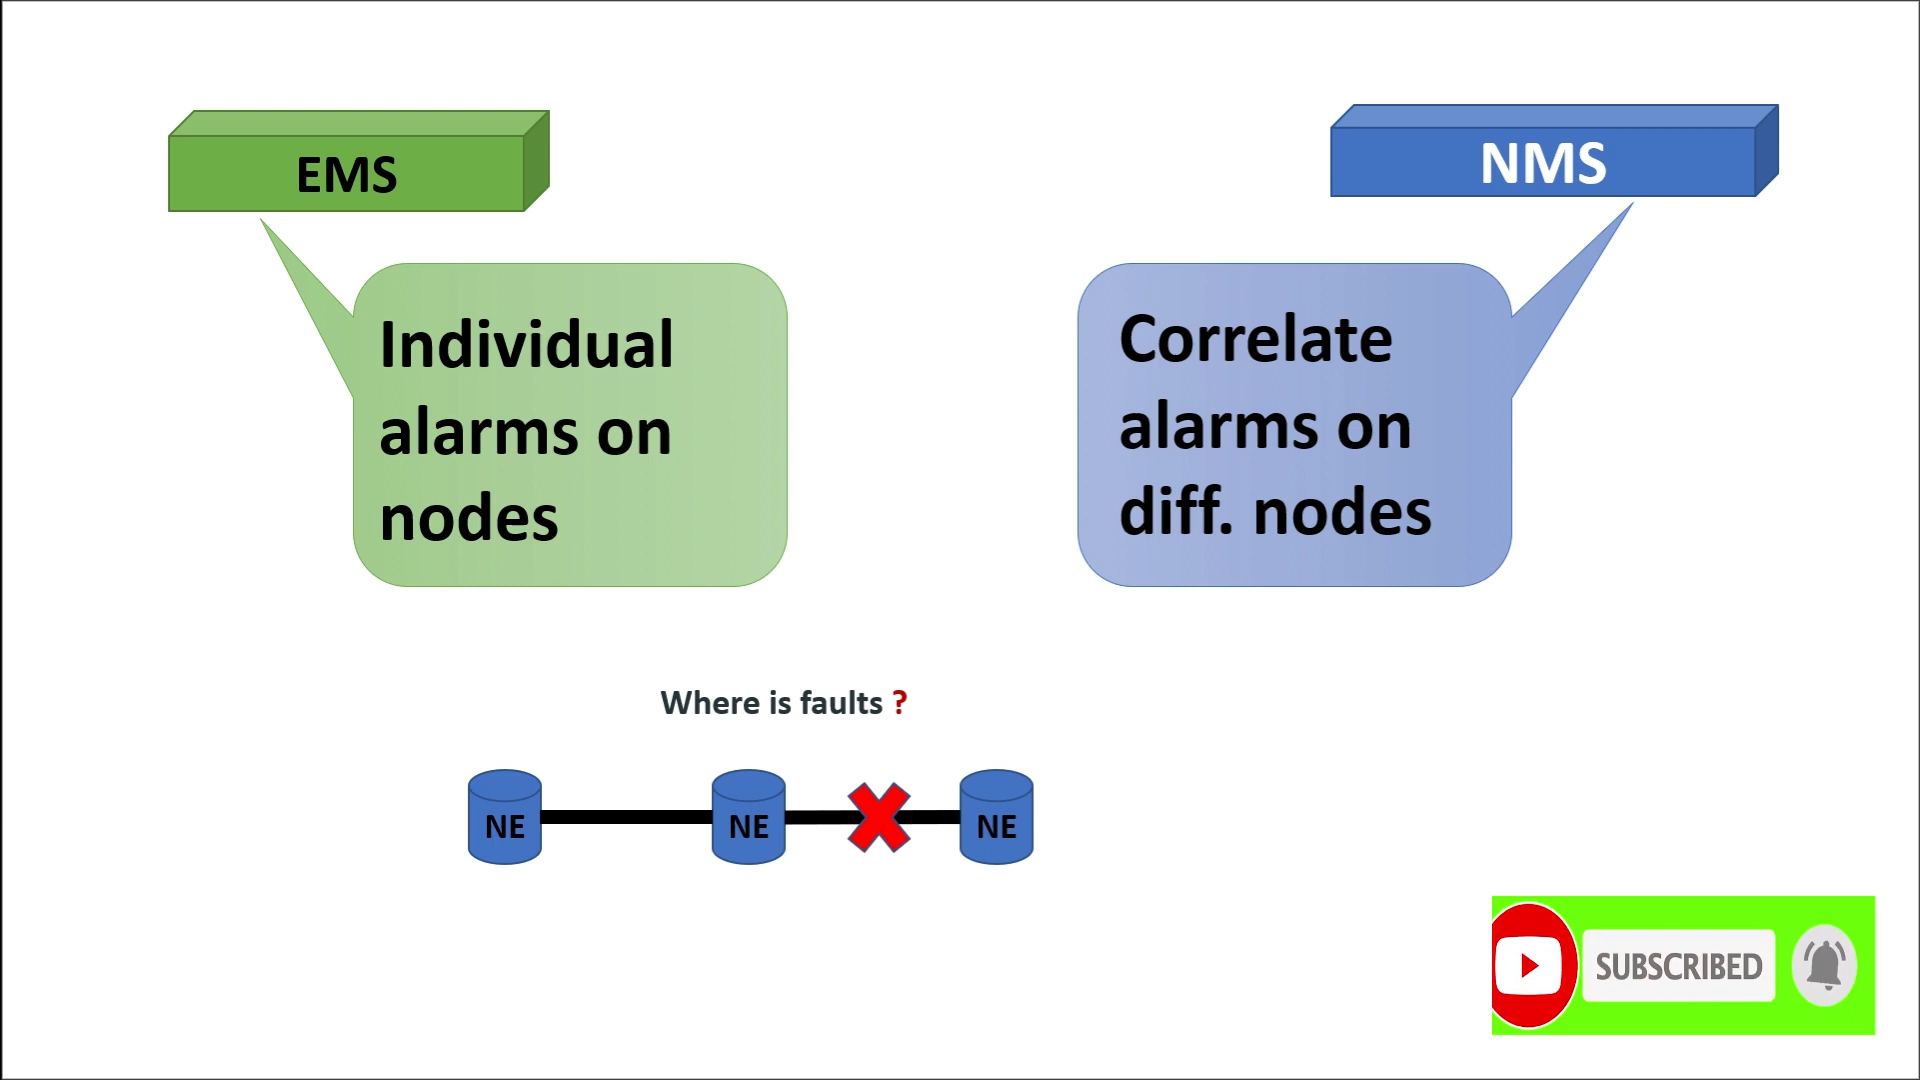 EMS
NMS
Individual
alarms on
nodes
Correlate
alarms on
diff. nodes
Where is faults ?
NE
NE
NE
SUBSCRIBED